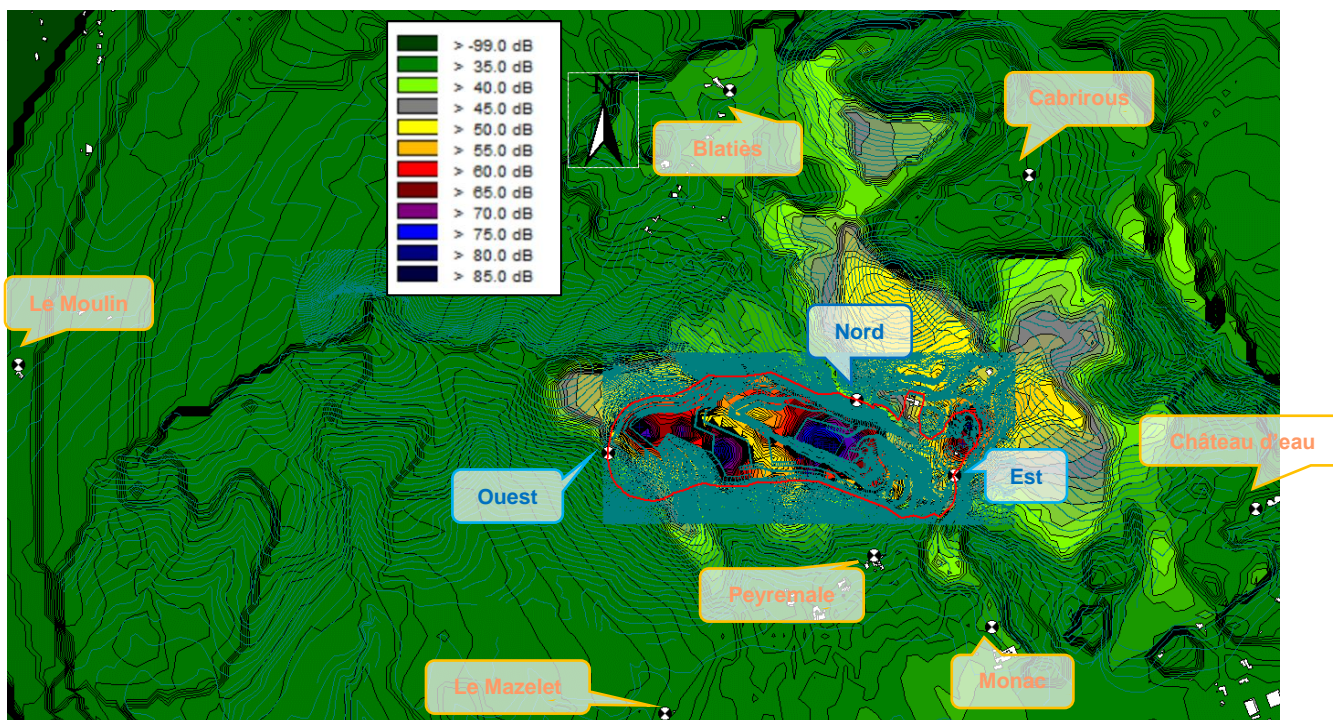 > -99.0 dB
> 35.0 dB
> 40.0 dB
> 45.0 dB
> 50.0 dB
> 55.0 dB
> 60.0 dB
> 65.0 dB
> 70.0 dB
> 75.0 dB
> 80.0 dB
> 85.0 dB
N
Cabrirous
Blatiès
Le Moulin
Nord
Château d'eau
Ouest
Est
Peyremale
Le Mazelet
Monac